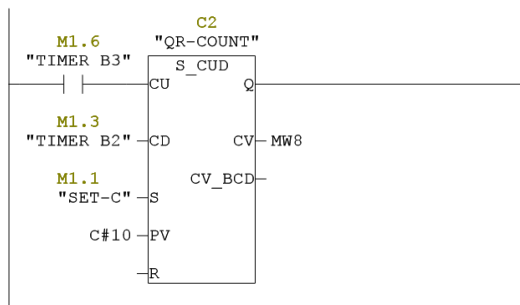 C2
M1.6 "QR-COUNT"
"TIMER B3" S_CUD
CU Q
M1.3
"TIMER B2" CD CV MW8
M1.1 CV_BCD
"SET-C" S
C#10 PV
R